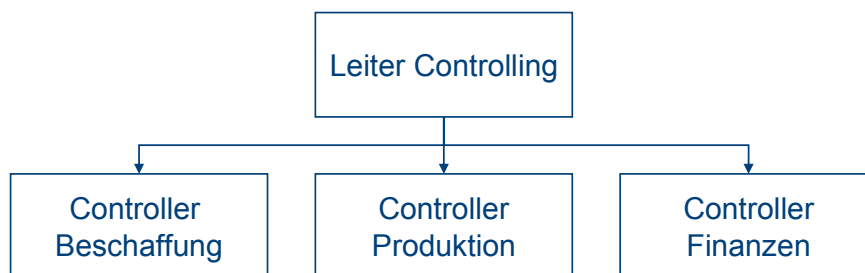 Leiter Controlling
Controller
Beschaffung
Controller
Produktion
Controller
Finanzen